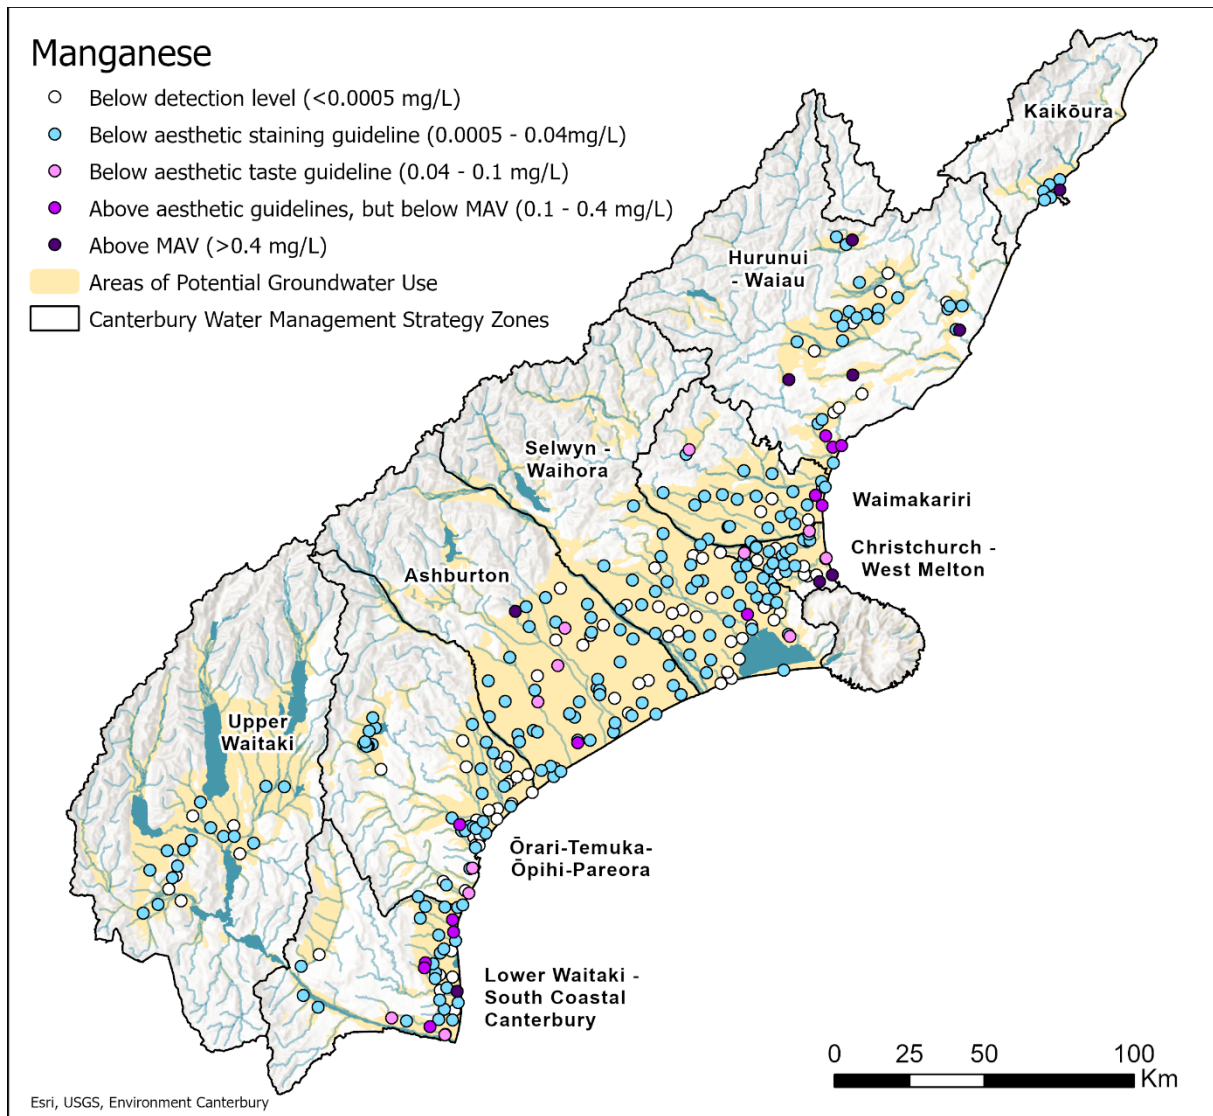 Manganese
Below detection level (<0.0005 mg/L)
Below aesthetic staining guideline (0.0005 - 0.04mg/L)
Below aesthetic taste guideline (0.04 - 0.1 mg/L)
Above aesthetic guidelines, but below MAV (0.1 - 0.4 mg/L)
Above MAV (>0.4 mg/L)
Areas of Potential Groundwater Use
Canterbury Water Management Strategy Zones
Kaikōura
Hurunui
- Waiau
Selwyn -
Waihora
Waimakariri
Christchurch -
West Melton
Ashburton
Upper
Waitaki
Ōrari-Temuka-
Ōpihi-Pareora
Lower Waitaki -
South Coastal
Canterbury
0 25 50 100
Km
Esri, USGS, Environment Canterbury